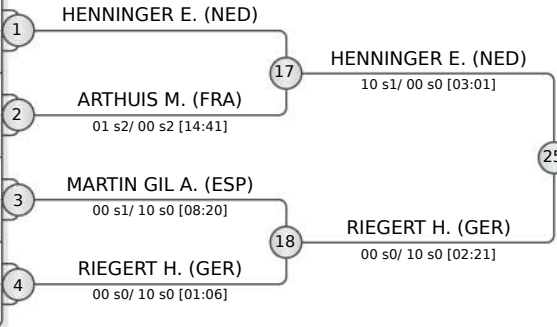 HENNINGER E. (NED)
1
17
HENNINGER E. (NED)
10 s1/ 00 s0 [03:01]
ARTHUIS M. (FRA)
2
01 s2/ 00 s2 [14:41]
25
MARTIN GIL A. (ESP)
3
00 s1/ 10 s0 [08:20]
18
RIEGERT H. (GER)
00 s0/ 10 s0 [02:21]
RIEGERT H. (GER)
4
00 s0/ 10 s0 [01:06]